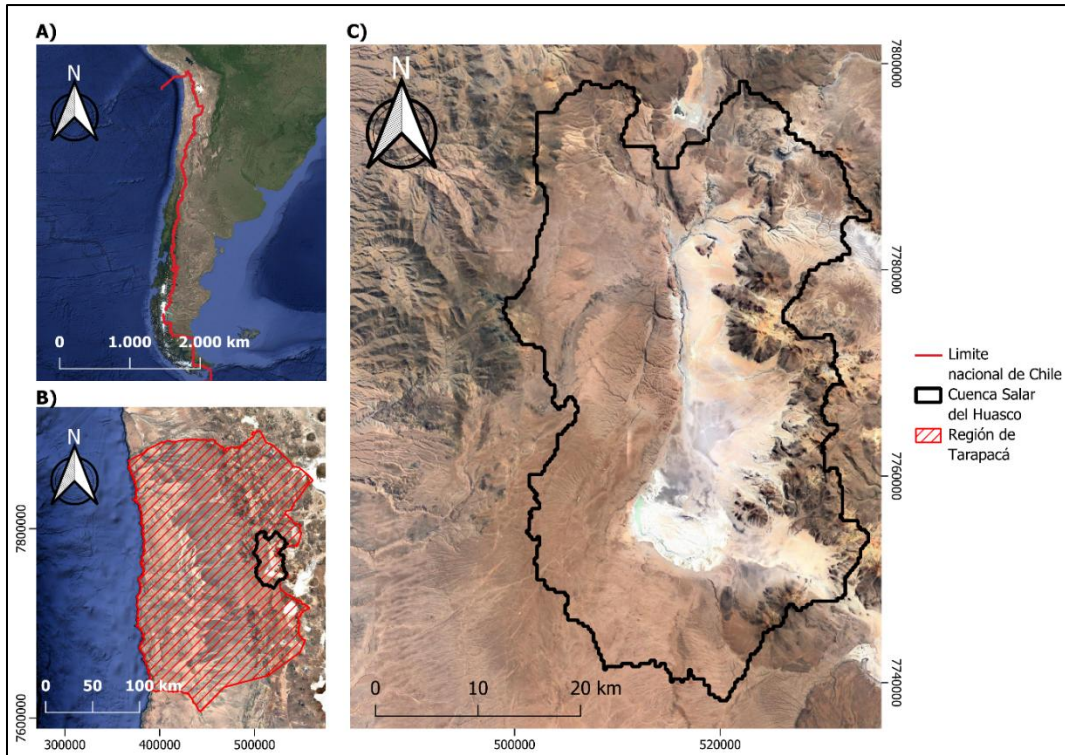 A)
N
0 1.000 2.000 km
B)
N
7800000
7600000
0 50 100 km
300000 400000 500000
C)
N
7800000
7780000
7760000
7740000
0 10 20 km
500000 520000
Limite
nacional de Chile
Cuenca Salar
del Huasco
Región de
Tarapacá